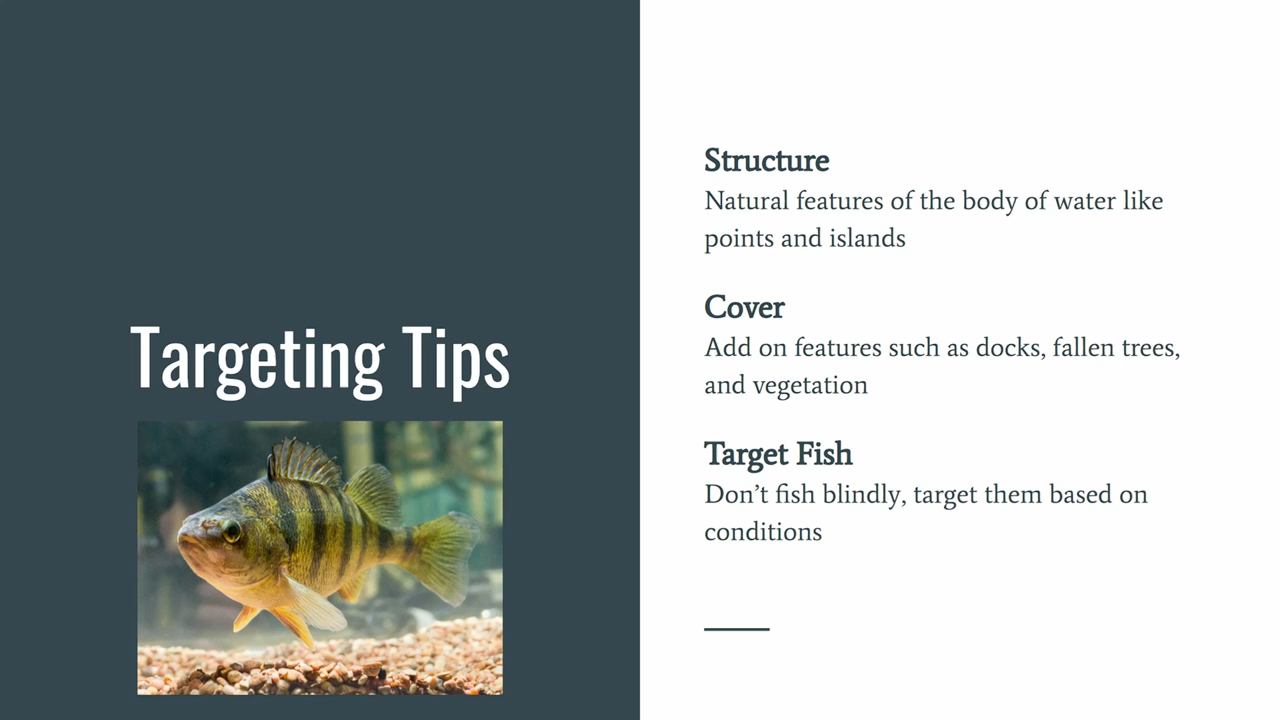 Targeting Tips
Structure
Natural features of the body of water like
points and islands
Cover
Add on features such as docks, fallen trees,
and vegetation
Target Fish
Don’t fish blindly, target them based on
conditions